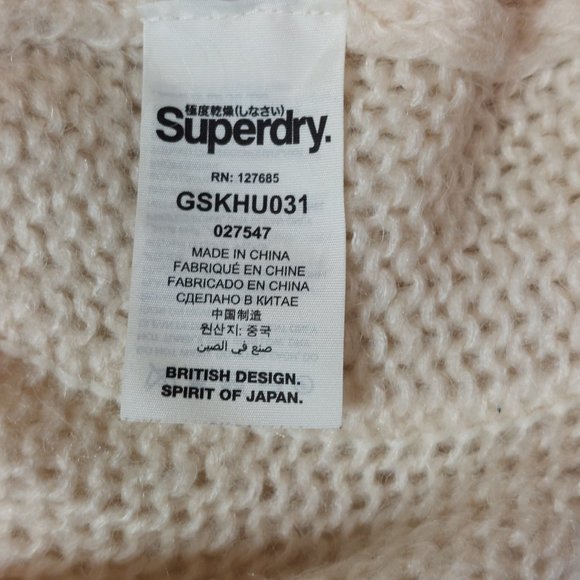 極度乾燥(しなさい)
Superdry.
RN: 127685
GSKHU031
027547
MADE IN CHINA
FABRIQUÉ EN CHINE
FABRICADO EN CHINA
СДЕЛАНО В КИТАЕ
中国制造
원산지: 중국
صنع في الصين
BRITISH DESIGN.
SPIRIT OF JAPAN.